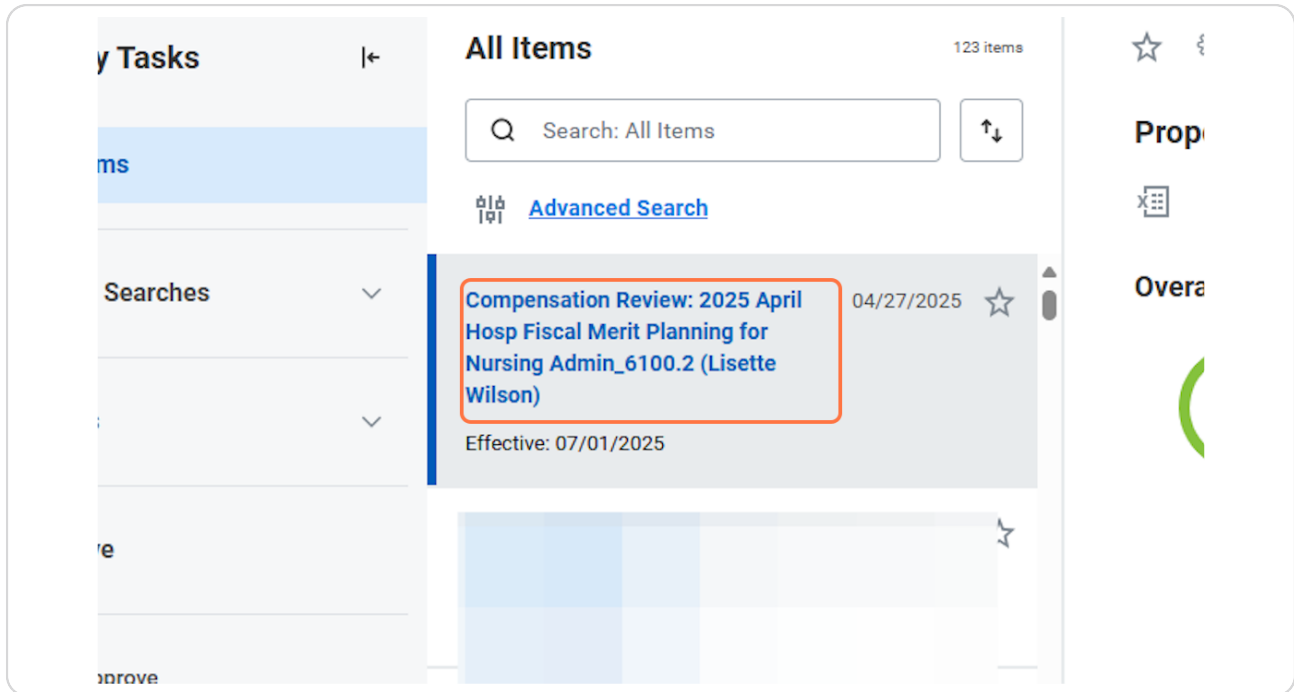 y Tasks
ms
Searches
s
ve
pprove
All Items
123 items
Search: All Items
Advanced Search
Compensation Review: 2025 April
Hosp Fiscal Merit Planning for
Nursing Admin_6100.2 (Lisette
Wilson)
04/27/2025
Effective: 07/01/2025
Prop
Overa